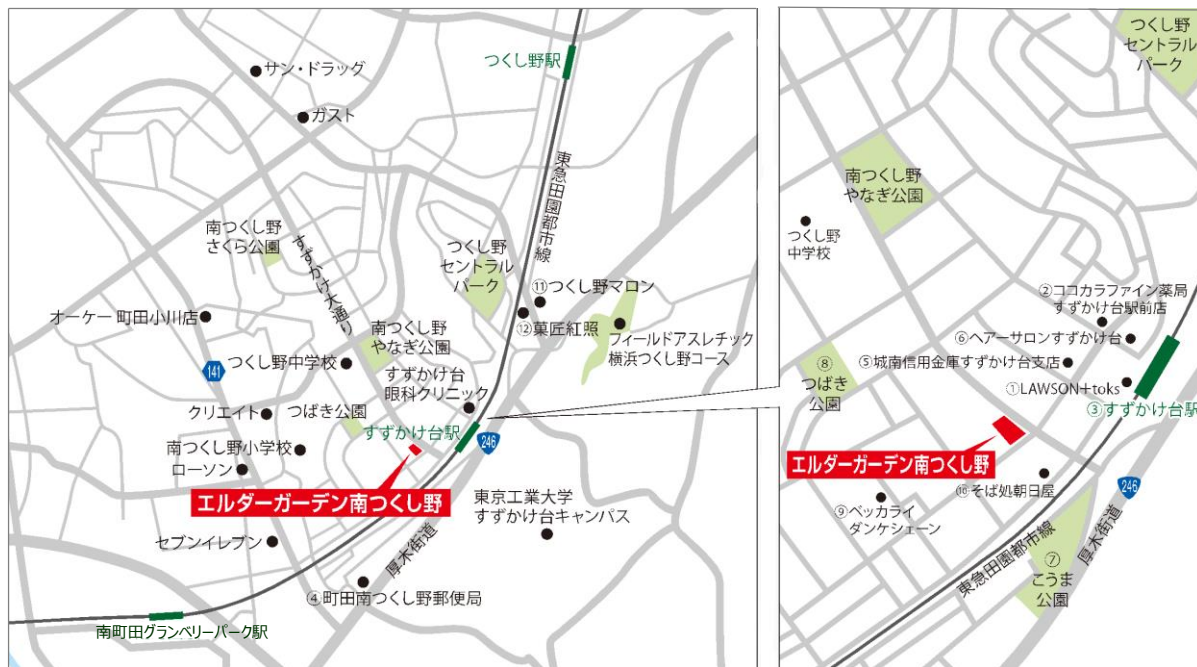 つくし野駅
サン・ドラッグ
ガスト
東急田園都市線
南つくし野
さくら公園
すずかけ大通り
つくし野
セントラル
パーク
⑪つくし野マロン
⑫菓匠紅照
フィールドアスレチック
横浜つくし野コース
オーケー 町田小川店
141
南つくし野
やなぎ公園
つくし野中学校
すずかけ台
眼科クリニック
クリエイト
つばき公園
すずかけ台駅
246
南つくし野小学校
ローソン
エルダーガーデン南つくし野
東京工業大学
すずかけ台キャンパス
セブンイレブン
厚木街道
④町田南つくし野郵便局
南町田グランベリーパーク駅
つくし野
セントラル
パーク
南つくし野
やなぎ公園
つくし野
中学校
②ココカラファイン薬局
すずかけ台駅前店
⑥ヘアーサロンすずかけ台
⑤城南信用金庫すずかけ台支店
⑧
つばき
公園
①LAWSON+toks
③すずかけ台駅
エルダーガーデン南つくし野
⑩そば処朝日屋
246
⑨ベッカライ
ダンケシェーン
東急田園都市線
厚木街道
⑦
こうま
公園